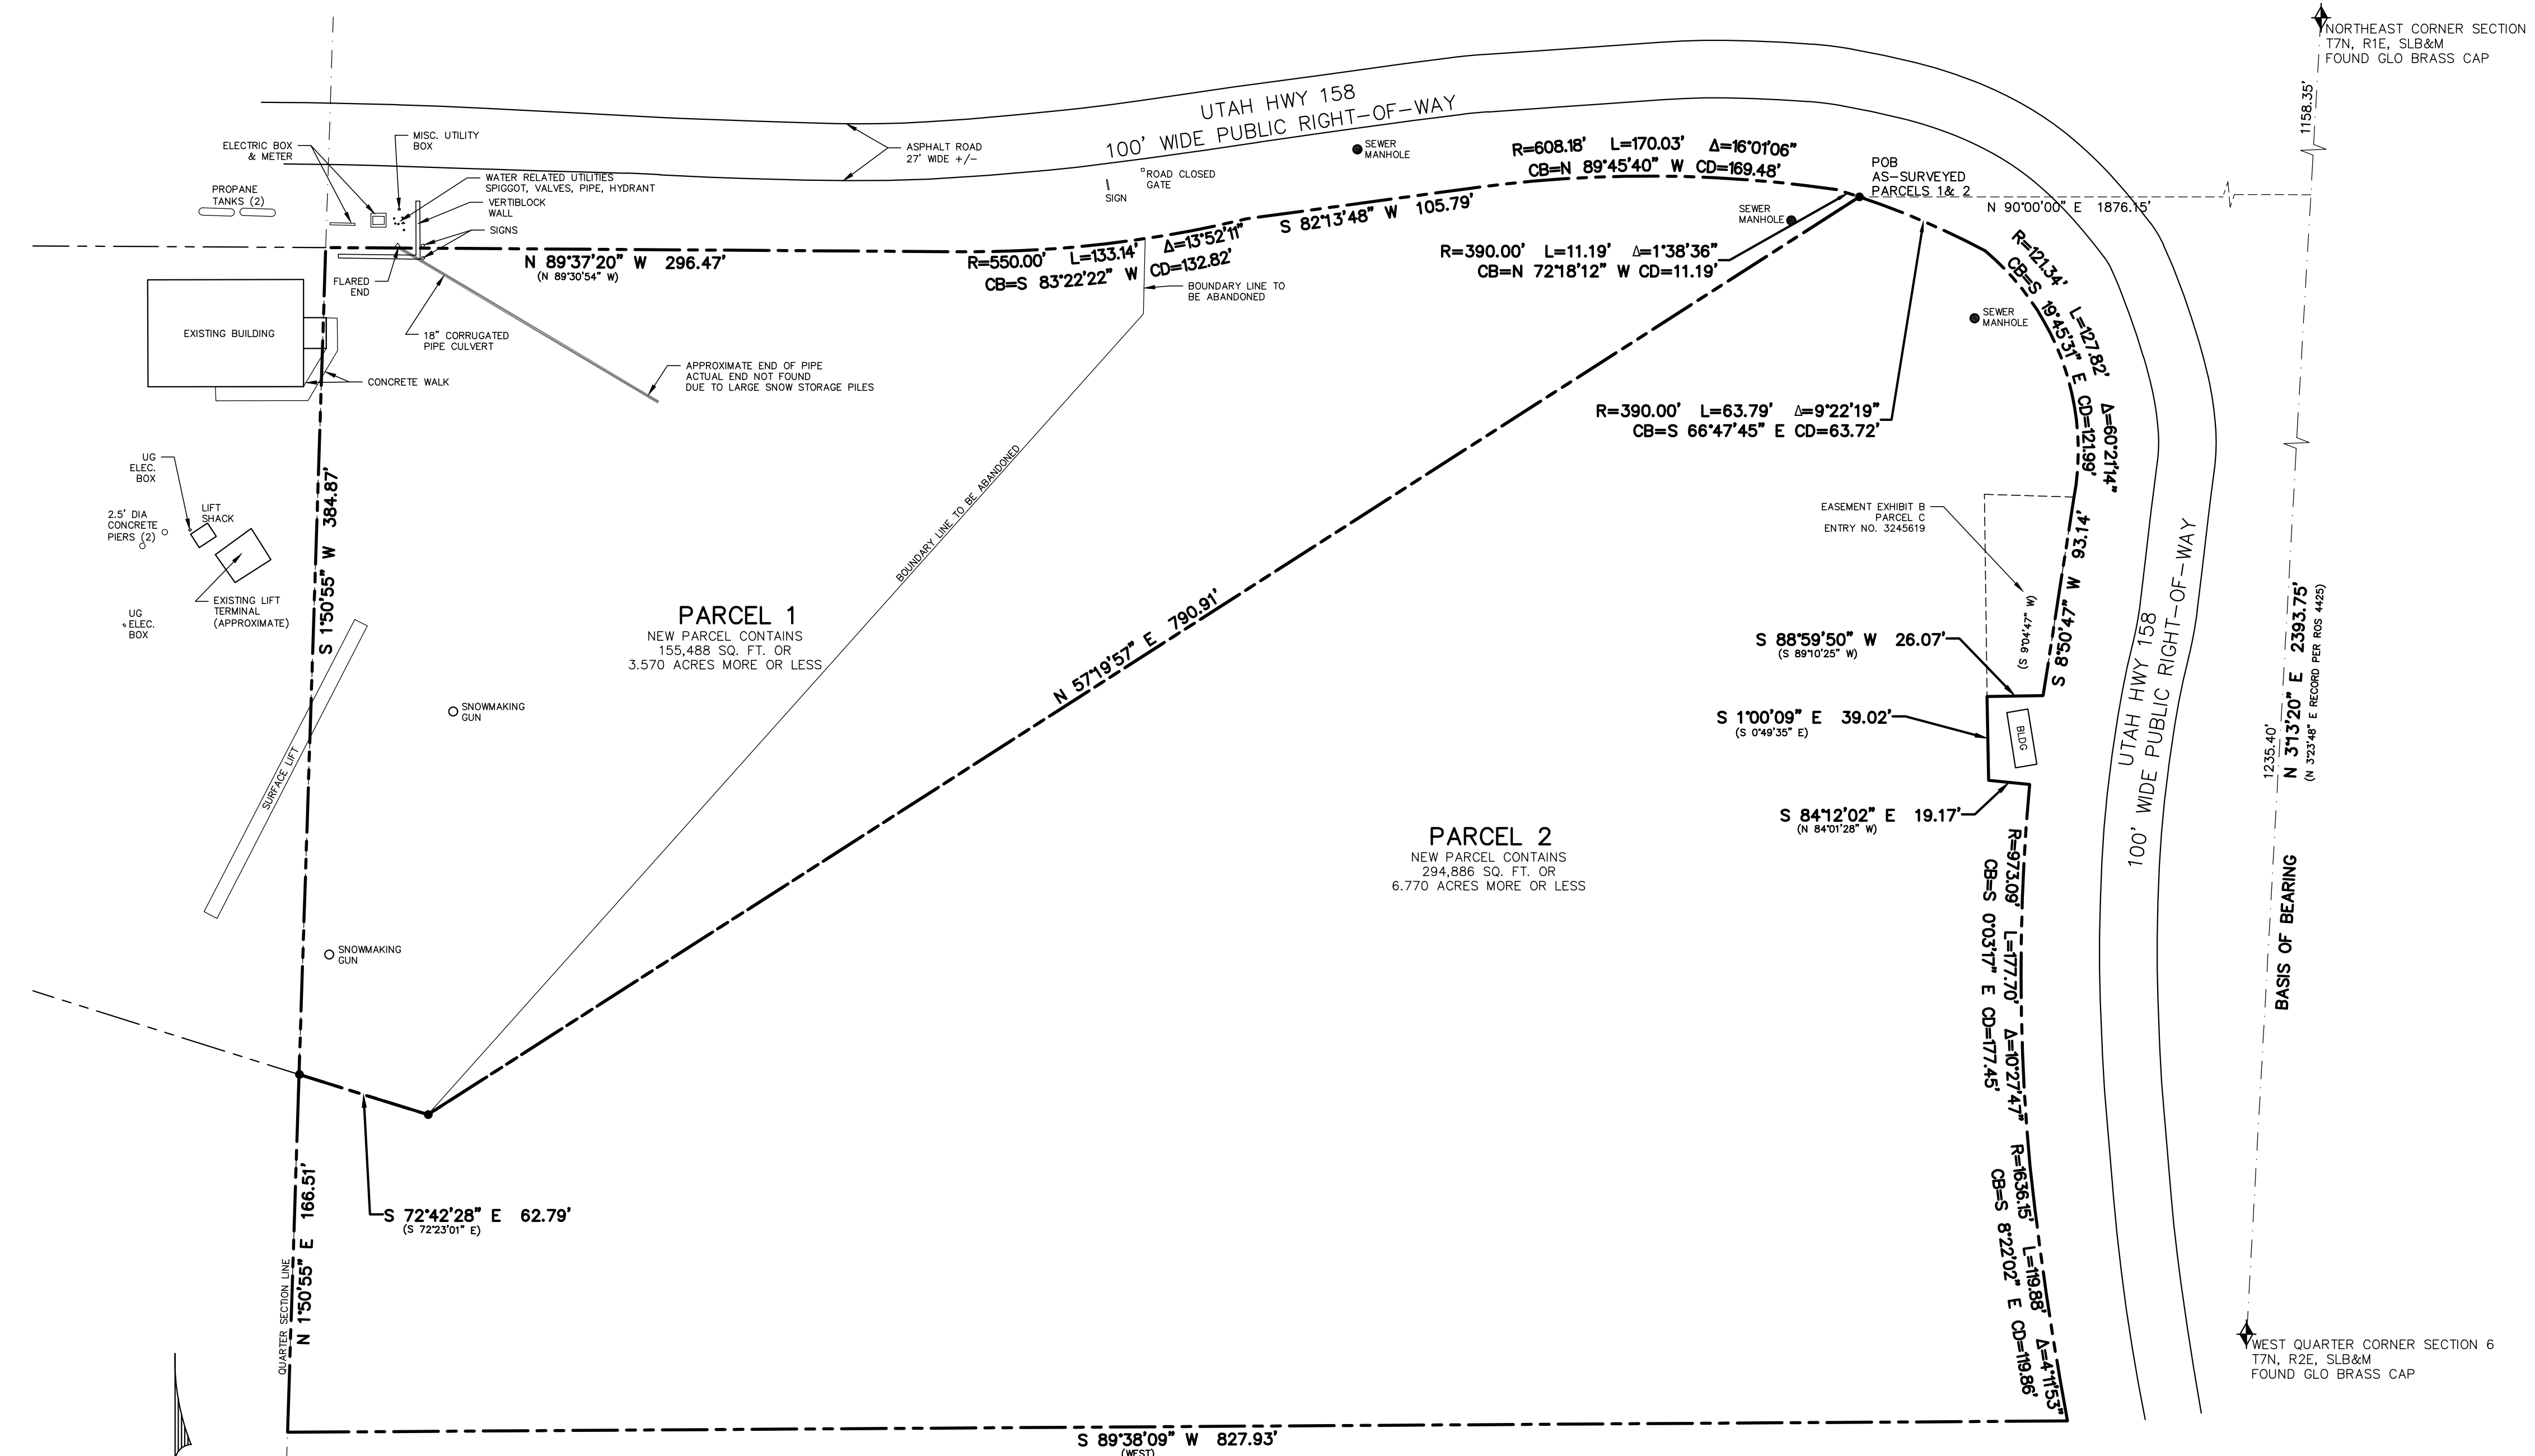 NORTHEAST CORNER SECTION
T7N, R1E, SLB&M
FOUND GLO BRASS CAP
1158.35'
UTAH HWY 158
100' WIDE PUBLIC RIGHT-OF-WAY
ELECTRIC BOX
& METER
MISC. UTILITY
BOX
PROPANE
TANKS (2)
WATER RELATED UTILITIES
SPIGGOT, VALVES, PIPE, HYDRANT
VERTIBLOCK
WALL
SIGNS
ASPHALT ROAD
27' WIDE +/-
SIGN
ROAD CLOSED
GATE
SEWER
MANHOLE
R=608.18' L=170.03' Δ=16°01'06"
CB=N 89°45'40" W CD=169.48'
POB
AS-SURVEYED
PARCELS 1& 2
N 90°00'00" E 1876.15'
SEWER
MANHOLE
S 82°13'48" W 105.79'
R=390.00' L=11.19' Δ=1°38'36"
CB=N 72°18'12" W CD=11.19'
N 89°37'20" W 296.47'
(N 89°30'54" W)
R=550.00' L=133.14' Δ=13°52'11"
CB=S 83°22'22" W CD=132.82'
BOUNDARY LINE TO
BE ABANDONED
FLARED
END
EXISTING BUILDING
18" CORRUGATED
PIPE CULVERT
CONCRETE WALK
APPROXIMATE END OF PIPE
ACTUAL END NOT FOUND
DUE TO LARGE SNOW STORAGE PILES
R=121.34' L=127.82' Δ=60°21'14"
CB=S 19°45'31" E CD=121.99'
SEWER
MANHOLE
R=390.00' L=63.79' Δ=9°22'19"
CB=S 66°47'45" E CD=63.72'
BOUNDARY LINE TO BE ABANDONED
UG
ELEC.
BOX
2.5' DIA
CONCRETE
PIERS (2)
LIFT
SHACK
EXISTING LIFT
TERMINAL
(APPROXIMATE)
UG
ELEC.
BOX
S 1°50'55" W 384.87'
EASEMENT EXHIBIT B
PARCEL C
ENTRY NO. 3245619
(S 9°04'47" W)
S 8°50'47" W 93.14'
UTAH HWY 158
100' WIDE PUBLIC RIGHT-OF-WAY
PARCEL 1
NEW PARCEL CONTAINS
155,488 SQ. FT. OR
3.570 ACRES MORE OR LESS
N 57°19'57" E 790.91'
S 88°59'50" W 26.07'
(S 89°10'25" W)
S 1°00'09" E 39.02'
(S 0°49'35" E)
BLDG
S 84°12'02" E 19.17'
(N 84°01'28" W)
1235.40'
BASIS OF BEARING N 3°13'20" E 2393.75'
(N 3°23'48" E RECORD PER ROS 4425)
SNOWMAKING
GUN
SURFACE LIFT
PARCEL 2
NEW PARCEL CONTAINS
294,886 SQ. FT. OR
6.770 ACRES MORE OR LESS
R=973.09' L=177.70' Δ=10°27'47"
CB=S 0°03'17" E CD=177.45'
SNOWMAKING
GUN
S 72°42'28" E 62.79'
(S 72°23'01" E)
R=1636.15' L=119.88' Δ=4°11'53"
CB=S 8°22'02" E CD=119.86'
QUARTER SECTION LINE
N 1°50'55" E 166.51'
WEST QUARTER CORNER SECTION 6
T7N, R2E, SLB&M
FOUND GLO BRASS CAP
S 89°38'09" W 827.93'
(WEST)